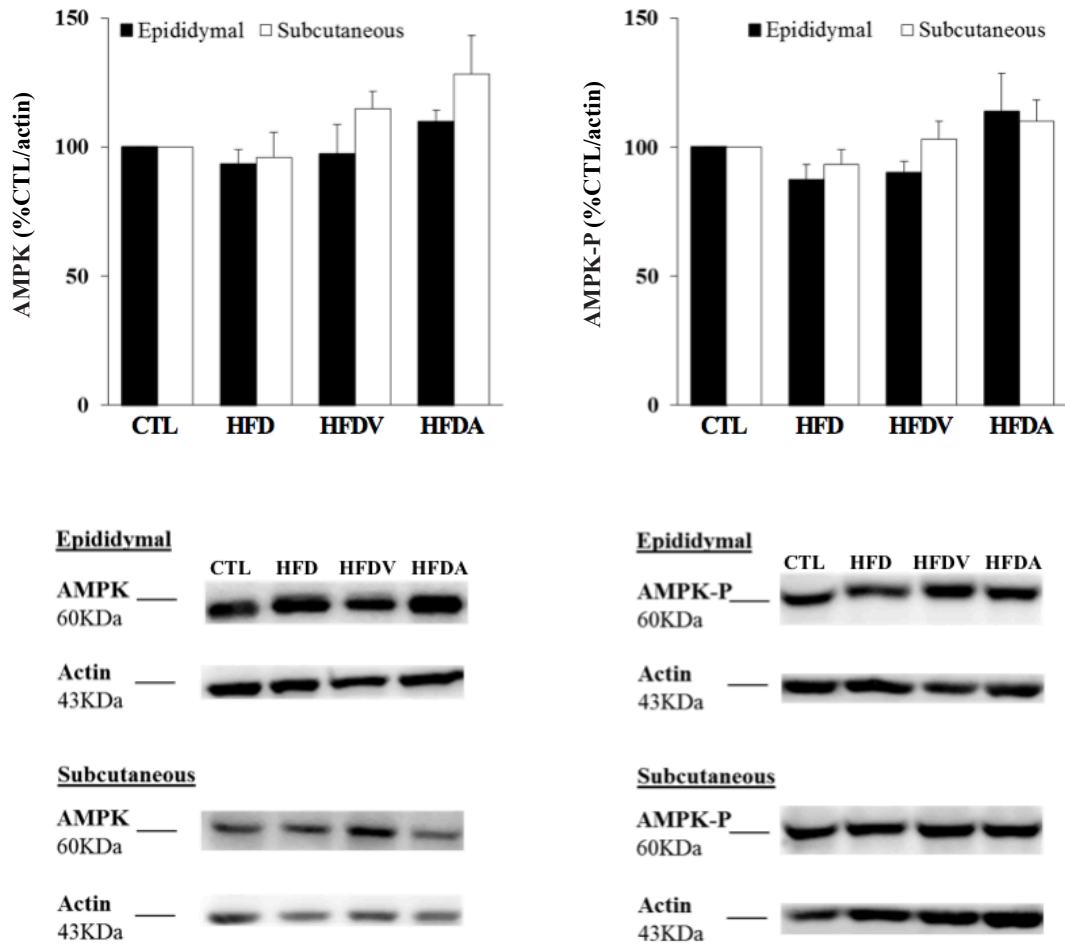 AMPK (%CTL/actin)
150
100
50
0
Epididymal
Subcutaneous
CTL HFD HFDV HFDA
AMPK-P (%CTL/actin)
150
100
50
0
Epididymal
Subcutaneous
CTL HFD HFDV HFDA
Epididymal
CTL HFD HFDV HFDA
AMPK
60KDa
Actin
43KDa
Subcutaneous
AMPK
60KDa
Actin
43KDa
Epididymal
CTL HFD HFDV HFDA
AMPK-P
60KDa
Actin
43KDa
Subcutaneous
AMPK-P
60KDa
Actin
43KDa